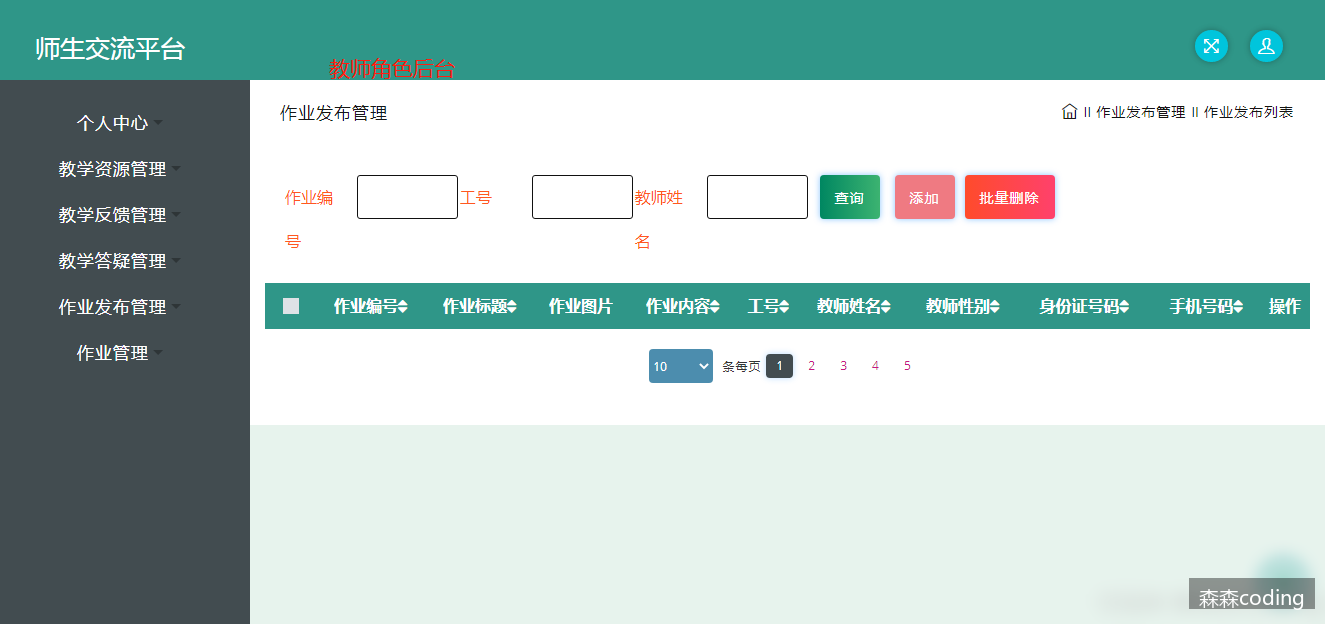 师生交流平台
教师角色后台
个人中心
教学资源管理
教学反馈管理
教学答疑管理
作业发布管理
作业管理
作业发布管理
作业发布管理 作业发布列表
作业编号 工号 教师姓名 查询 添加 批量删除
作业编号 作业标题 作业图片 作业内容 工号 教师姓名 教师性别 身份证号码 手机号码 操作
10 条每页 1 2 3 4 5
森森coding